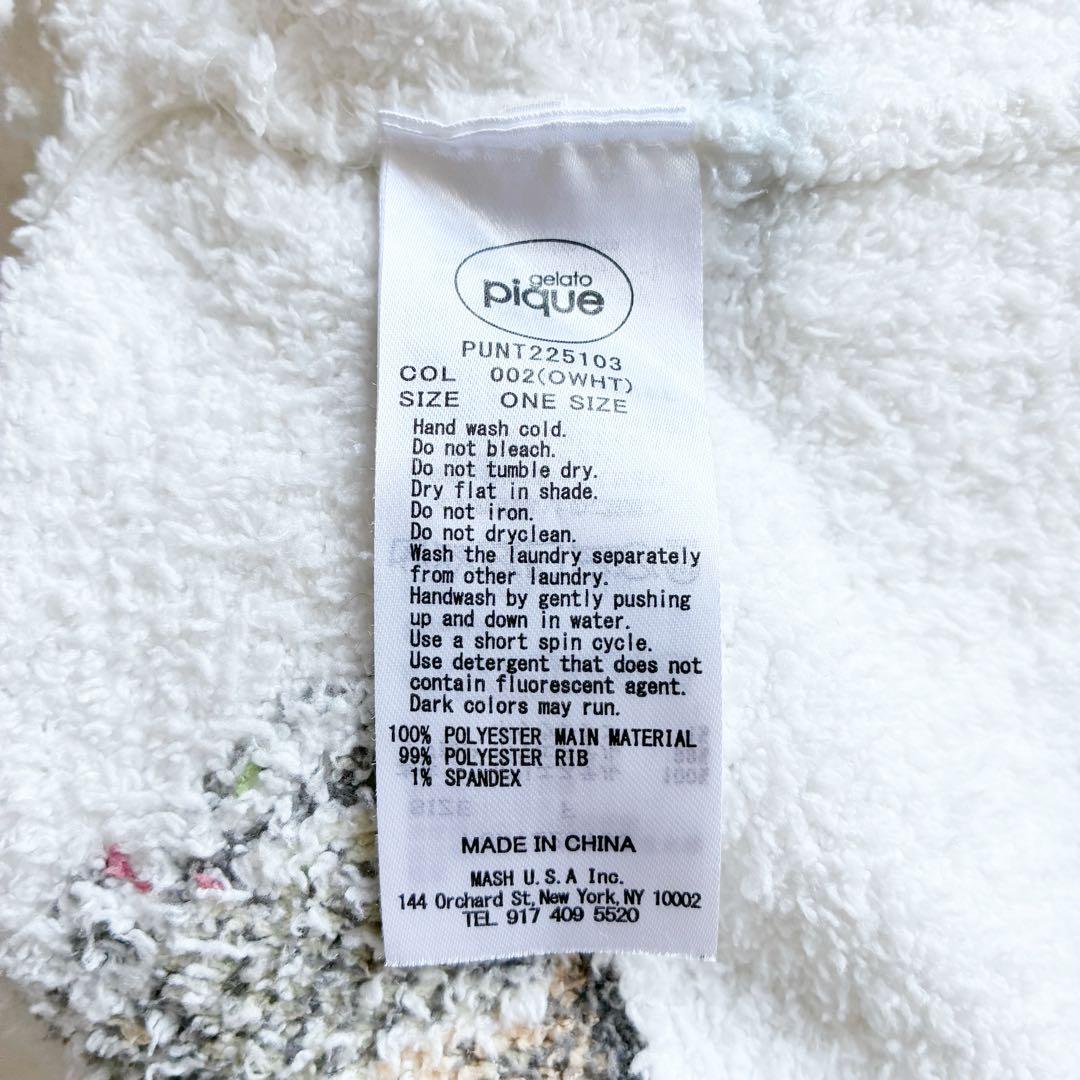 gelato
pique
PUNT225103
COL 002(OWHT)
SIZE ONE SIZE
Hand wash cold.
Do not bleach.
Do not tumble dry.
Dry flat in shade.
Do not iron.
Do not dryclean.
Wash the laundry separately
from other laundry.
Handwash by gently pushing
up and down in water.
Use a short spin cycle.
Use detergent that does not
contain fluorescent agent.
Dark colors may run.
100% POLYESTER MAIN MATERIAL
99% POLYESTER RIB
1% SPANDEX
MADE IN CHINA
MASH U.S.A Inc.
144 Orchard St, New York, NY 10002
TEL 917 409 5520